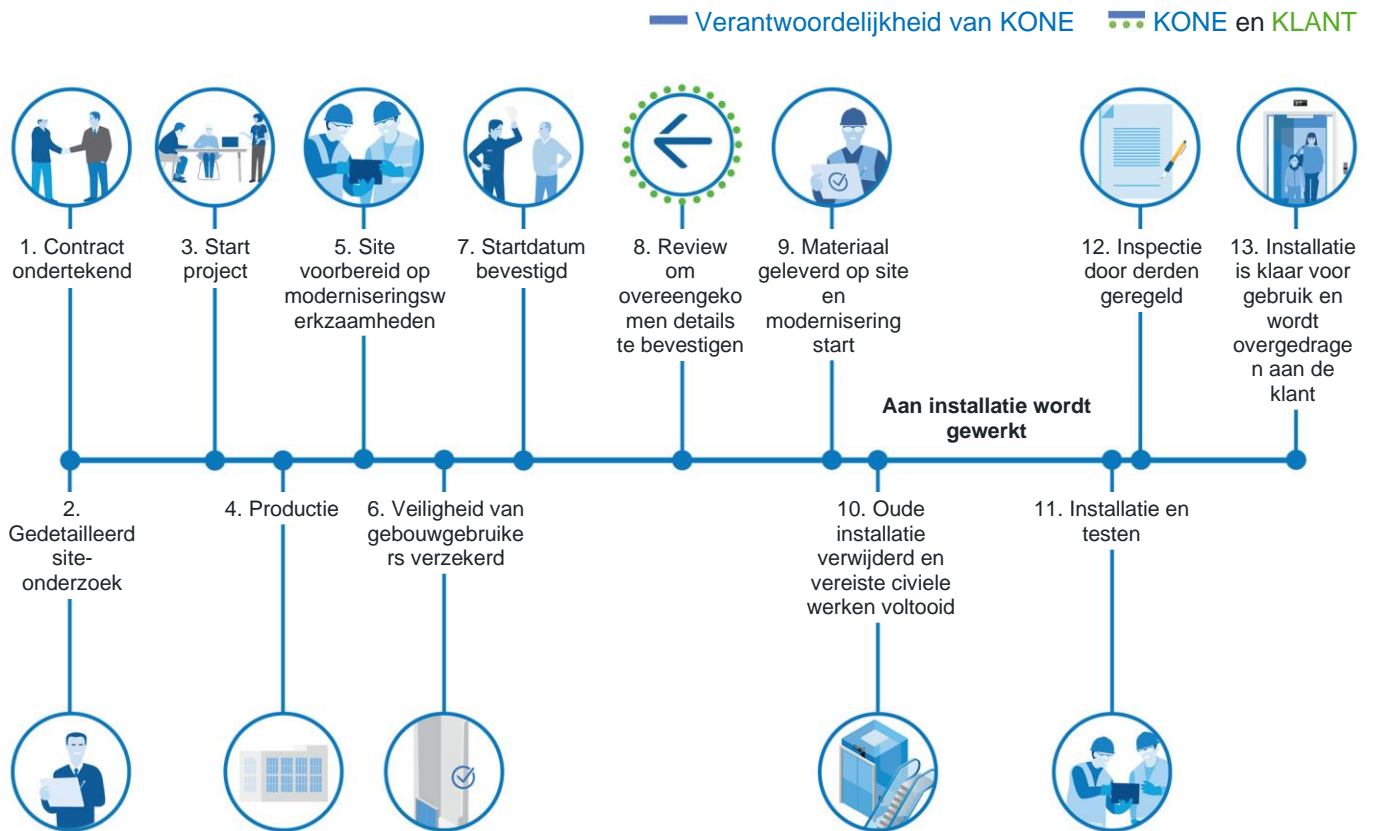 Verantwoordelijkheid van KONE
KONE en KLANT
1. Contract
ondertekend
3. Start
project
5. Site
voorbereid op
moderniseringsw
erkzaamheden
7. Startdatum
bevestigd
8. Review
om
overeengeko
men details
te bevestigen
9. Materiaal
geleverd op site
en
modernisering
start
12. Inspectie
door derden
geregeld
13. Installatie
is klaar voor
gebruik en
wordt
overgedrage
n aan de
klant
Aan installatie wordt
gewerkt
2.
Gedetailleerd
site-
onderzoek
4. Productie
6. Veiligheid van
gebouwgebruike
rs verzekerd
10. Oude
installatie
verwijderd en
vereiste civiele
werken voltooid
11. Installatie en
testen